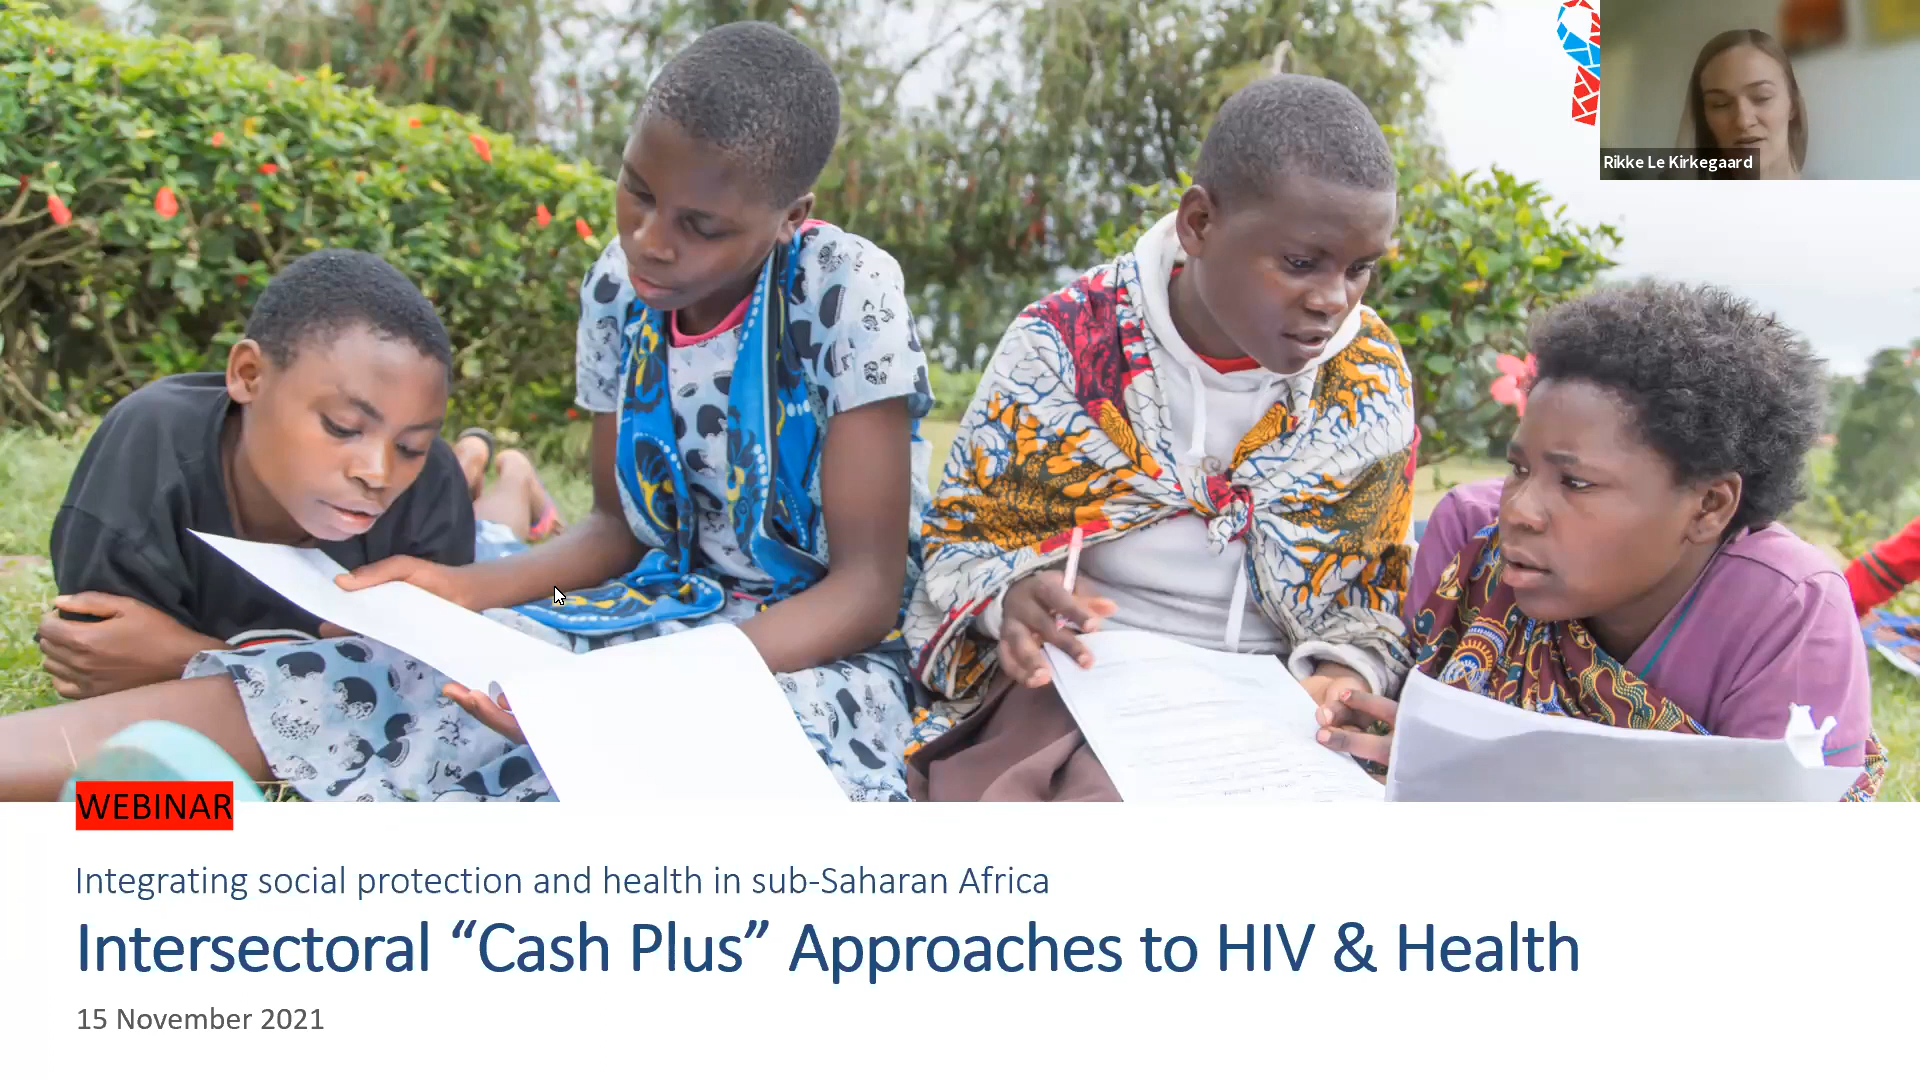 Rikke Le Kirkegaard
WEBINAR
Integrating social protection and health in sub-Saharan Africa
Intersectoral “Cash Plus” Approaches to HIV & Health
15 November 2021